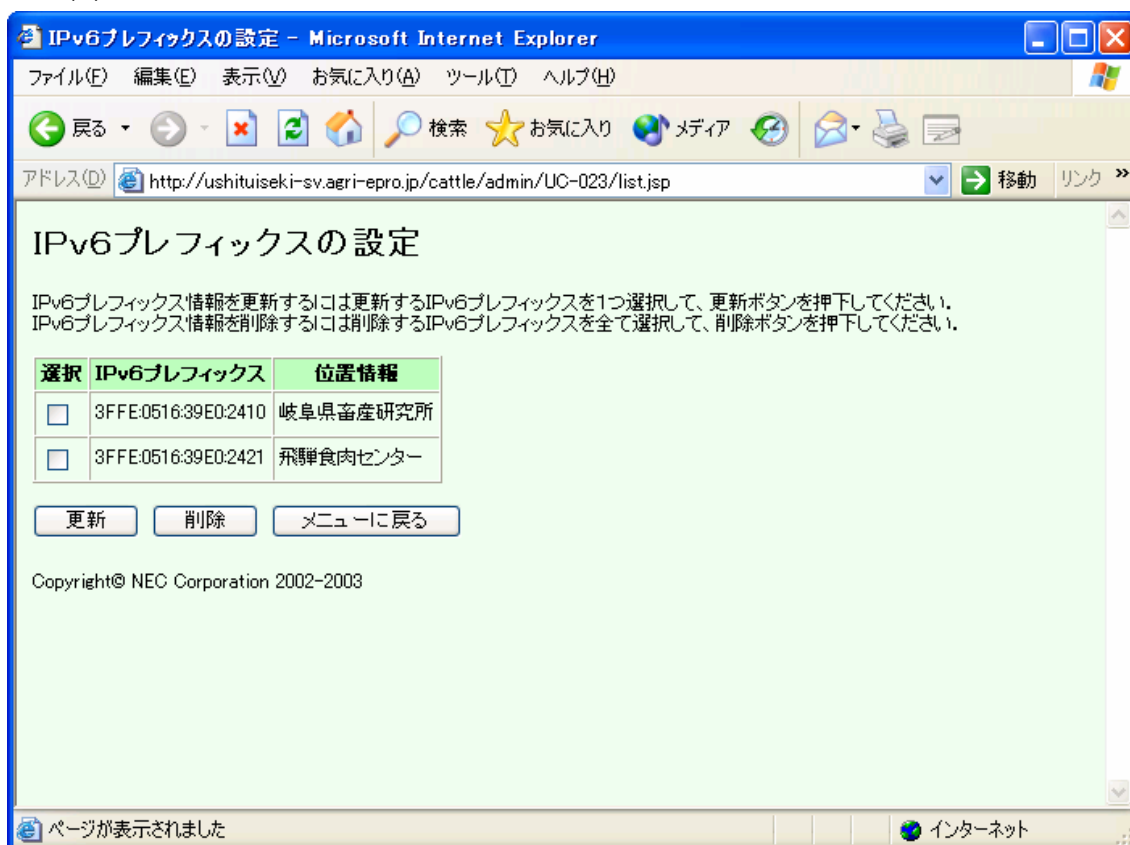 IPv6プレフィックスの設定 - Microsoft Internet Explorer
ファイル(F) 編集(E) 表示(V) お気に入り(A) ツール(T) ヘルプ(H)
戻る 検索 お気に入り メディア
アドレス(D) http://ushituiseki-sv.agri-epro.jp/cattle/admin/UC-023/list.jsp 移動 リンク »
IPv6プレフィックスの設定
IPv6プレフィックス情報を更新するには更新するIPv6プレフィックスを1つ選択して、更新ボタンを押下してください。
IPv6プレフィックス情報を削除するには削除するIPv6プレフィックスを全て選択して、削除ボタンを押下してください。
選択 IPv6プレフィックス 位置情報
3FFE:0516:39E0:2410 岐阜県畜産研究所
3FFE:0516:39E0:2421 飛騨食肉センター
更新 削除 メニューに戻る
Copyright© NEC Corporation 2002-2003
ページが表示されました インターネット